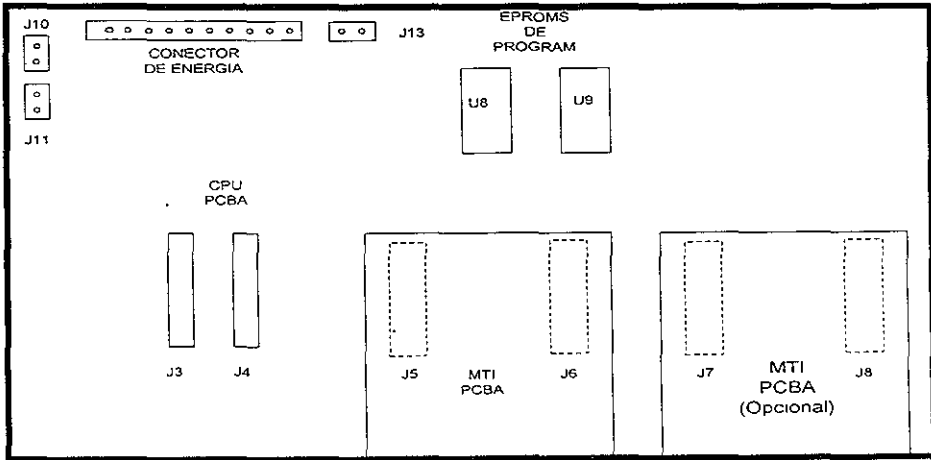 J10
CONECTOR
DE ENERGIA
J13
EPROMS
DE
PROGRAM
J11
U8
U9
CPU
PCBA
J3
J4
J5
MTI
PCBA
J6
J7
MTI
PCBA
(Opcional)
J8